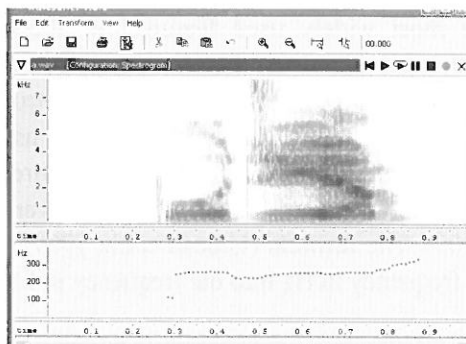 File Edit Transform View Help
00.000
a.wav [Configuration: Spectrogram]
kHz
7
6
5
4
3
2
1
time 0.1 0.2 0.3 0.4 0.5 0.6 0.7 0.8 0.9
Hz
300
200
100
time 0.1 0.2 0.3 0.4 0.5 0.6 0.7 0.8 0.9